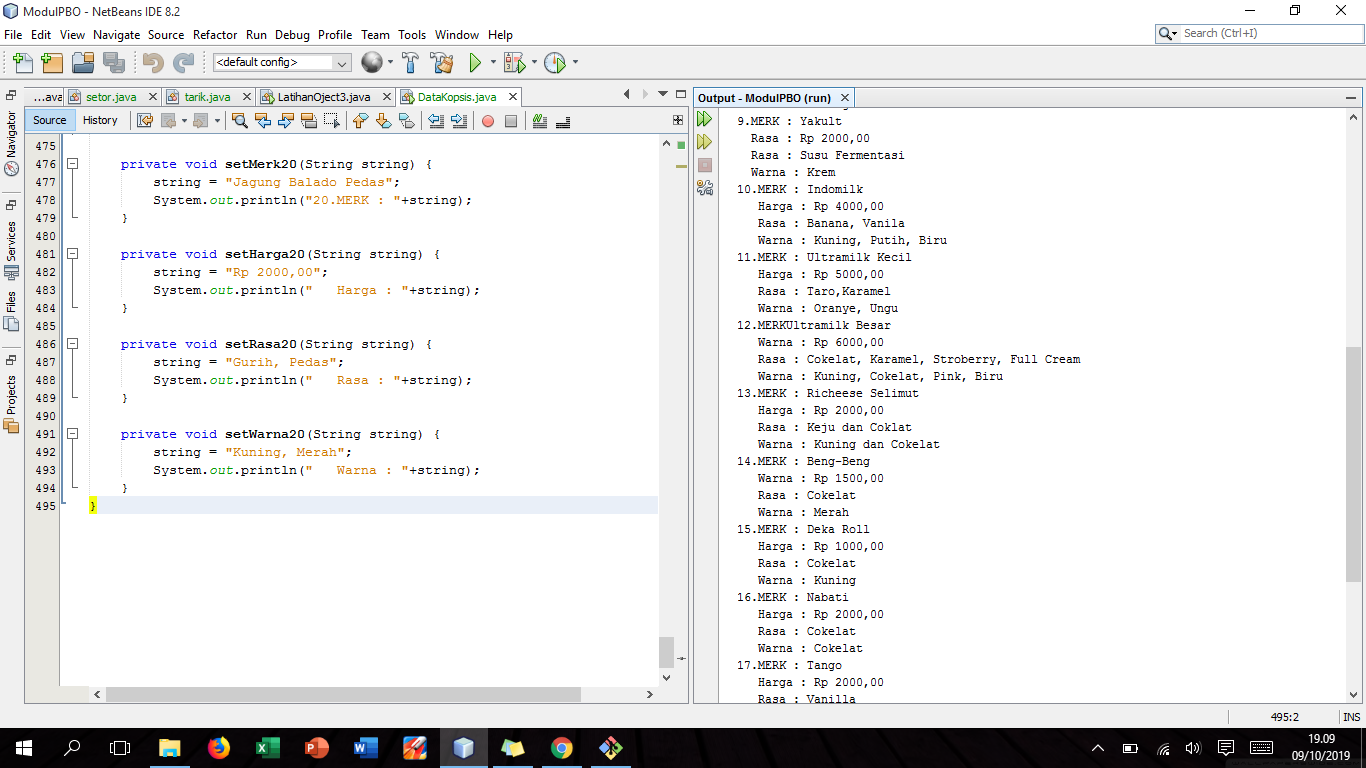 ModulPBO - NetBeans IDE 8.2
File Edit View Navigate Source Refactor Run Debug Profile Team Tools Window Help
Search (Ctrl+I)
<default config>
...ava setor.java tarik.java LatihanOject3.java DataKopsis.java
Source History
Navigator
Services
Files
Projects
475
476 private void setMerk20(String string) {
477 string = "Jagung Balado Pedas";
478 System.out.println("20.MERK : "+string);
479 }
480
481 private void setHarga20(String string) {
482 string = "Rp 2000,00";
483 System.out.println("   Harga : "+string);
484 }
485
486 private void setRasa20(String string) {
487 string = "Gurih, Pedas";
488 System.out.println("   Rasa : "+string);
489 }
490
491 private void setWarna20(String string) {
492 string = "Kuning, Merah";
493 System.out.println("   Warna : "+string);
494 }
495 }
Output - ModulPBO (run)
9.MERK : Yakult
Rasa : Rp 2000,00
Rasa : Susu Fermentasi
Warna : Krem
10.MERK : Indomilk
Harga : Rp 4000,00
Rasa : Banana, Vanila
Warna : Kuning, Putih, Biru
11.MERK : Ultramilk Kecil
Harga : Rp 5000,00
Rasa : Taro,Karamel
Warna : Oranye, Ungu
12.MERKUltramilk Besar
Warna : Rp 6000,00
Rasa : Cokelat, Karamel, Stroberry, Full Cream
Warna : Kuning, Cokelat, Pink, Biru
13.MERK : Richeese Selimut
Harga : Rp 2000,00
Rasa : Keju dan Coklat
Warna : Kuning dan Cokelat
14.MERK : Beng-Beng
Warna : Rp 1500,00
Rasa : Cokelat
Warna : Merah
15.MERK : Deka Roll
Harga : Rp 1000,00
Rasa : Cokelat
Warna : Kuning
16.MERK : Nabati
Harga : Rp 2000,00
Rasa : Cokelat
Warna : Cokelat
17.MERK : Tango
Harga : Rp 2000,00
Rasa : Vanilla
495:2 INS
19.09
09/10/2019